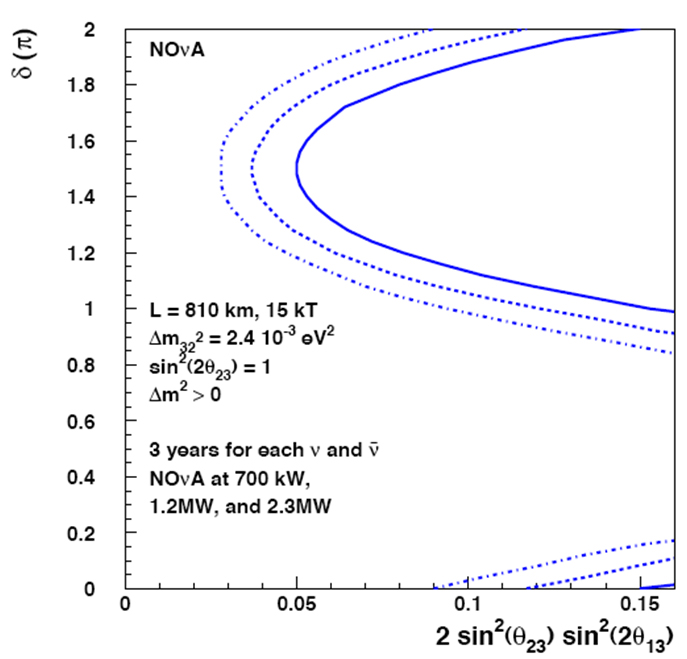 δ (π)
2
1.8
1.6
1.4
1.2
1
0.8
0.6
0.4
0.2
0
NOνA
L = 810 km, 15 kT
Δm₃₂² = 2.4 10⁻³ eV²
sin²(2θ₂₃) = 1
Δm² > 0
3 years for each ν and ν̄
NOνA at 700 kW,
1.2MW, and 2.3MW
0 0.05 0.1 0.15
2 sin²(θ₂₃) sin²(2θ₁₃)